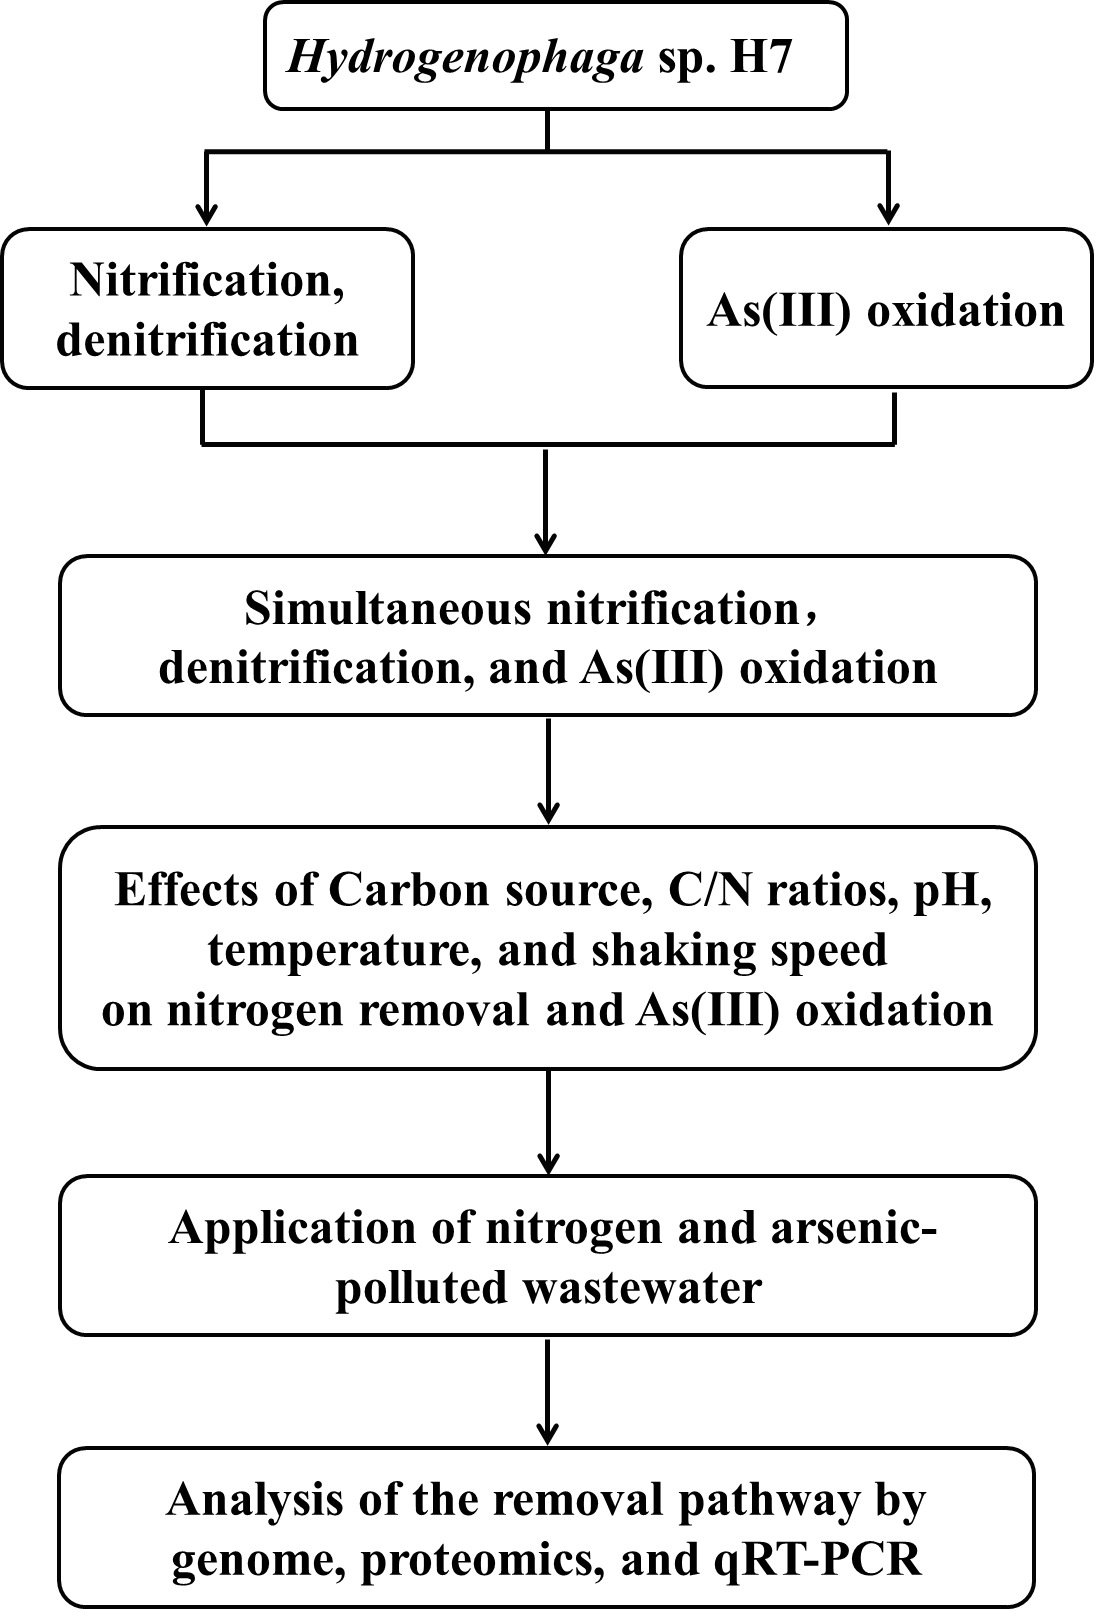 Hydrogenophaga sp. H7
Nitrification,
denitrification
As(III) oxidation
Simultaneous nitrification，
denitrification, and As(III) oxidation
Effects of Carbon source, C/N ratios, pH,
temperature, and shaking speed
on nitrogen removal and As(III) oxidation
Application of nitrogen and arsenic-
polluted wastewater
Analysis of the removal pathway by
genome, proteomics, and qRT-PCR